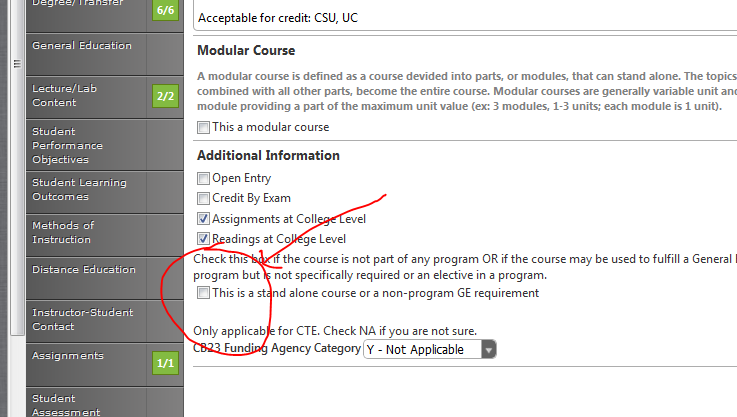 Degree/Transfer
6/6
General Education
Lecture/Lab
Content
2/2
Student
Performance
Objectives
Student Learning
Outcomes
Methods of
Instruction
Distance Education
Instructor-Student
Contact
Assignments
1/1
Student
Assessment
Acceptable for credit: CSU, UC
Modular Course
A modular course is defined as a course devided into parts, or modules, that can stand alone. The topics
combined with all other parts, become the entire course. Modular courses are generally variable unit and
module providing a part of the maximum unit value (ex: 3 modules, 1-3 units; each module is 1 unit).
This a modular course
Additional Information
Open Entry
Credit By Exam
Assignments at College Level
Readings at College Level
Check this box if the course is not part of any program OR if the course may be used to fulfill a General
program but is not specifically required or an elective in a program.
This is a stand alone course or a non-program GE requirement
Only applicable for CTE. Check NA if you are not sure.
CB23 Funding Agency Category
Y - Not Applicable